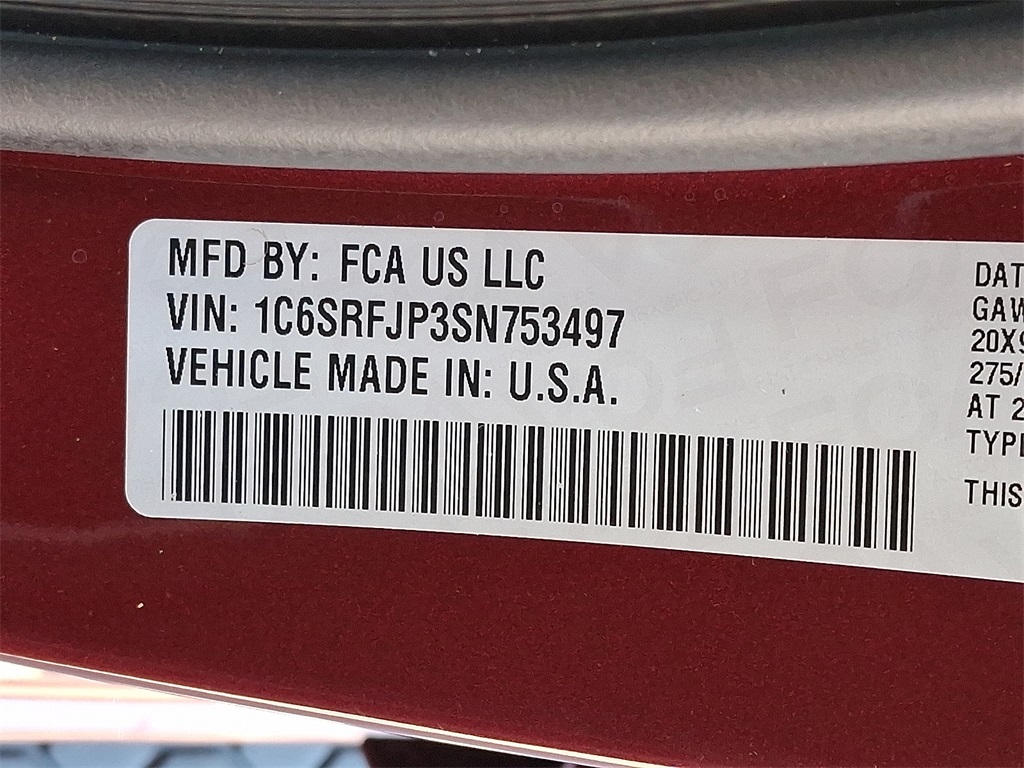 MFD BY: FCA US LLC
VIN: 1C6SRFJP3SN753497
VEHICLE MADE IN: U.S.A.
DAT
GAW
20X9
275/
AT 2
TYPE
THIS